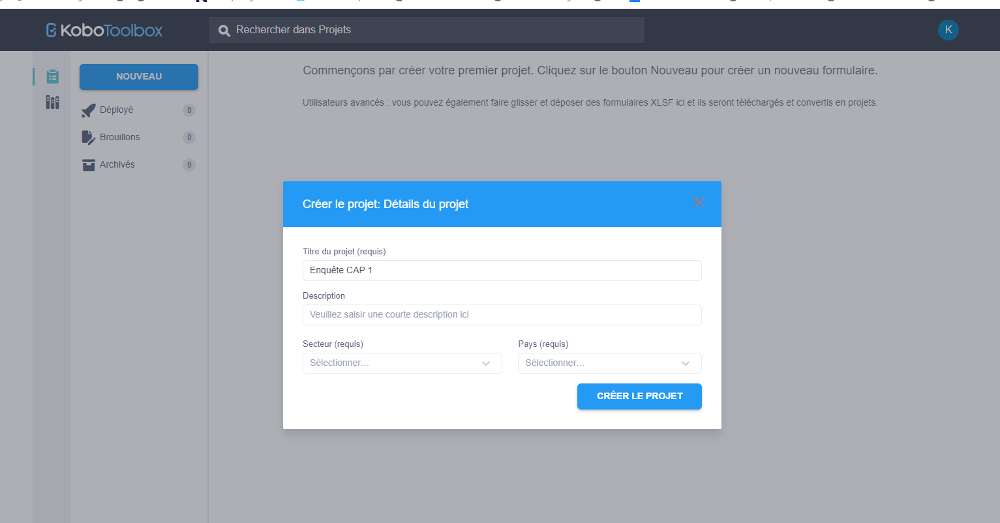 KoboToolbox
Rechercher dans Projets
K
NOUVEAU
Déployé 0
Brouillons 0
Archivés 0
Commençons par créer votre premier projet. Cliquez sur le bouton Nouveau pour créer un nouveau formulaire.
Utilisateurs avancés : vous pouvez également faire glisser et déposer des formulaires XLSF ici et ils seront téléchargés et convertis en projets.
Créer le projet: Détails du projet
Titre du projet (requis)
Enquête CAP 1
Description
Veuillez saisir une courte description ici
Secteur (requis) Pays (requis)
Sélectionner... Sélectionner...
CRÉER LE PROJET